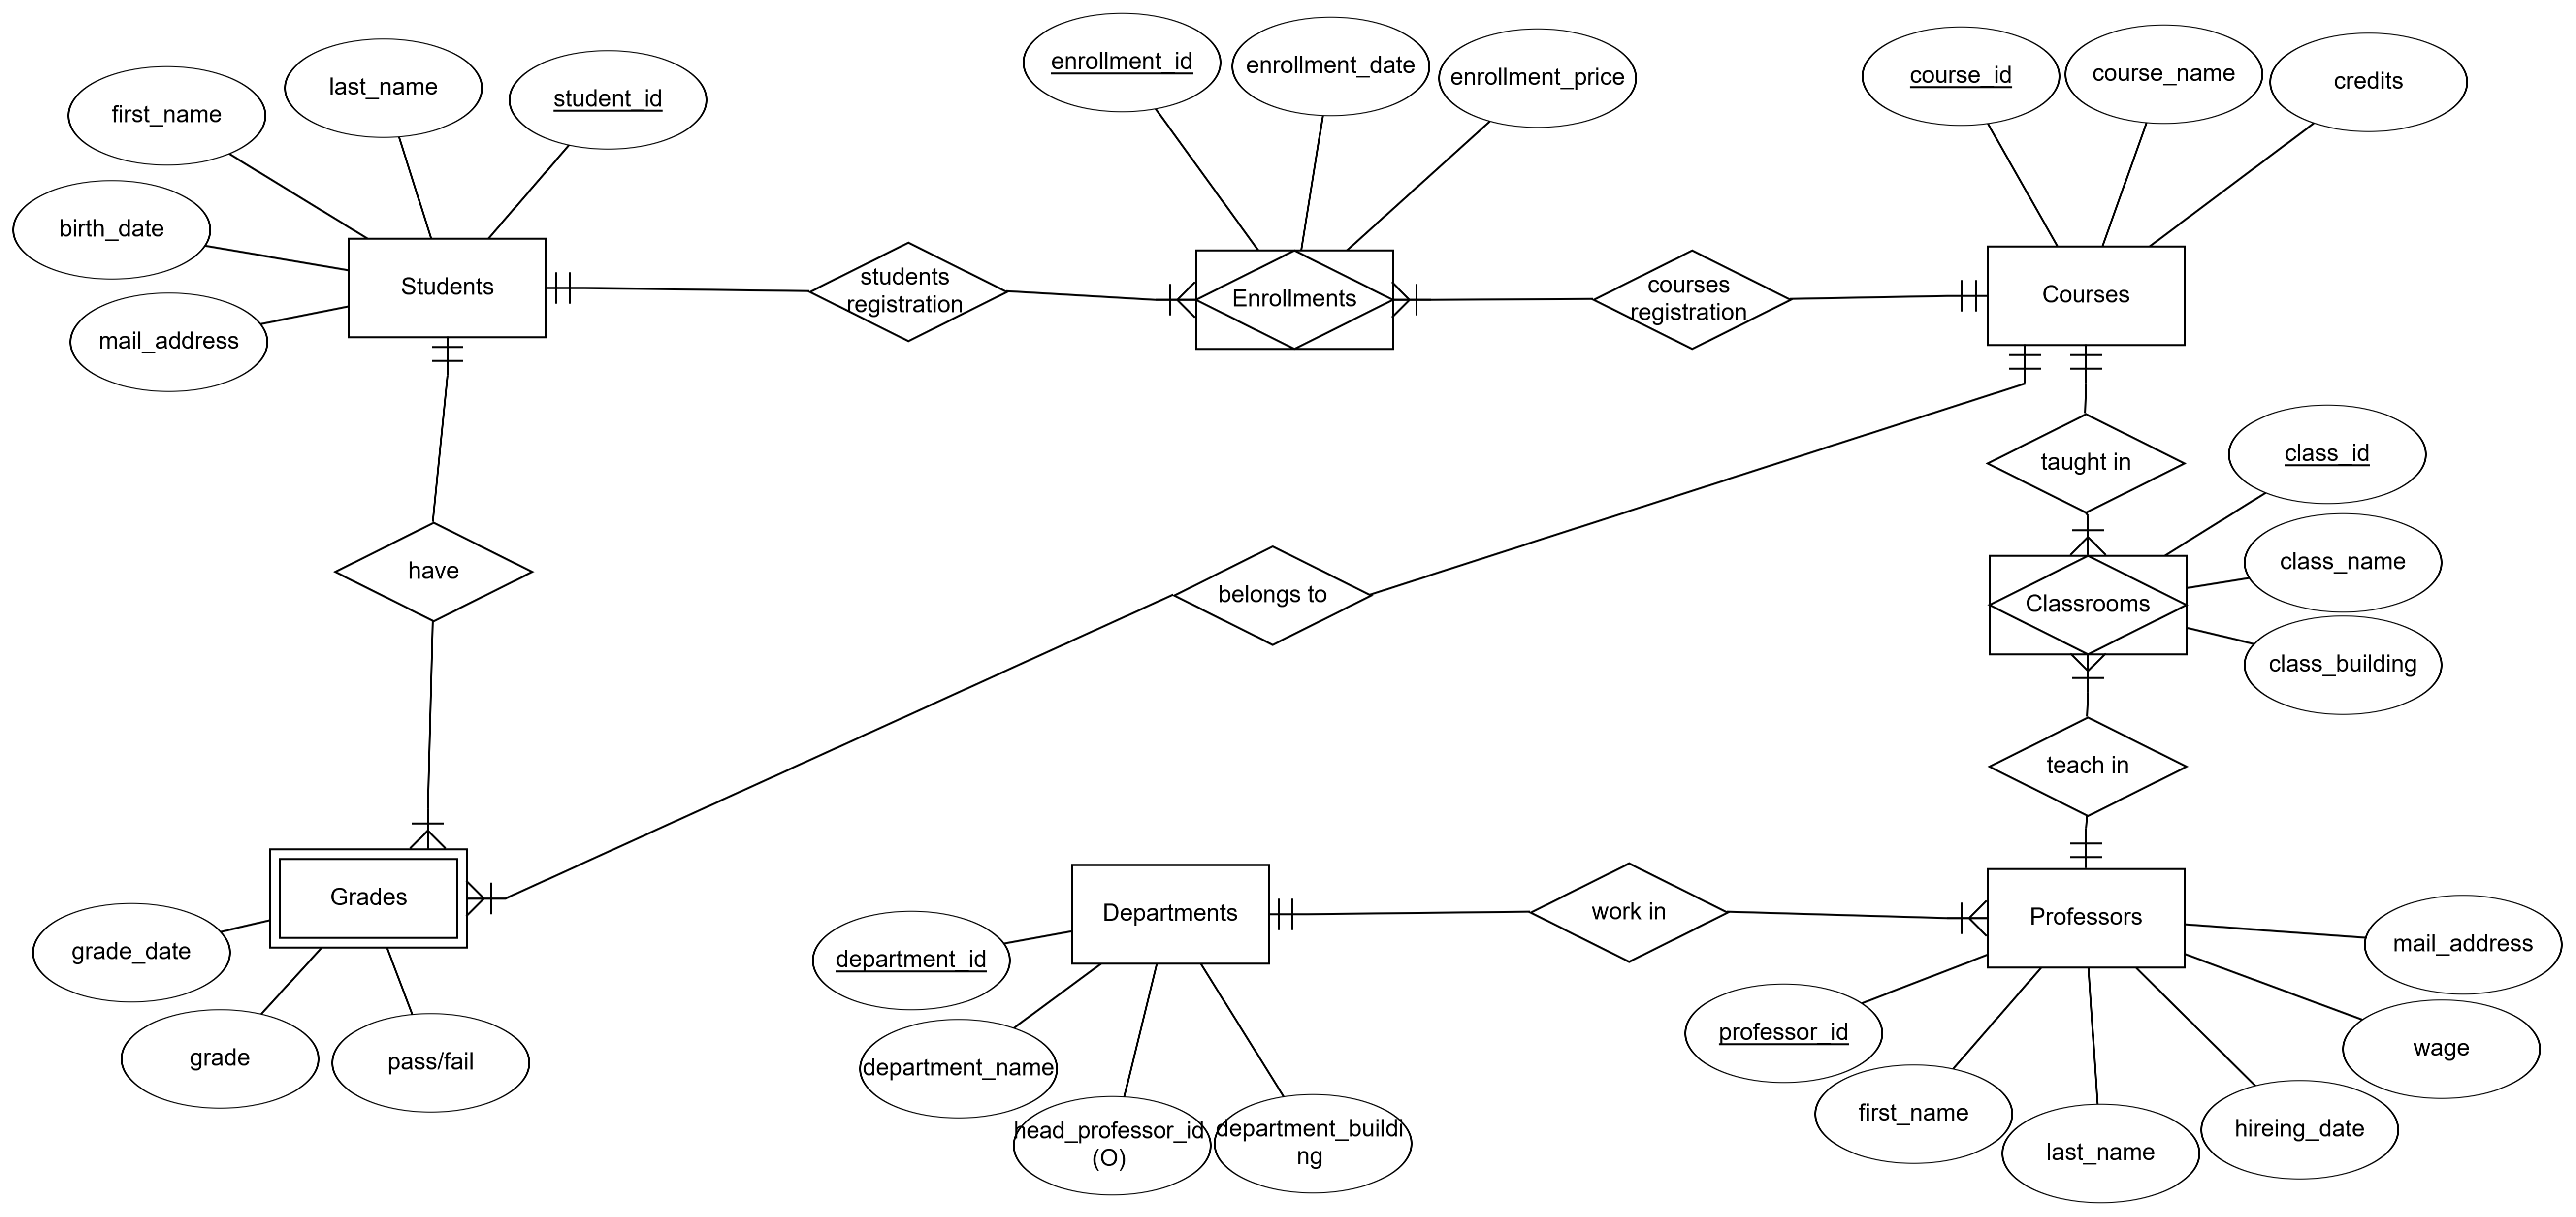 enrollment_id
enrollment_date
enrollment_price
course_id
course_name
credits
last_name
student_id
first_name
birth_date
mail_address
Students
students
registration
Enrollments
courses
registration
Courses
taught in
class_id
class_name
Classrooms
class_building
have
belongs to
teach in
Grades
grade_date
grade
pass/fail
Departments
work in
Professors
department_id
department_name
head_professor_id
(O)
department_buildi
ng
mail_address
professor_id
wage
first_name
hireing_date
last_name